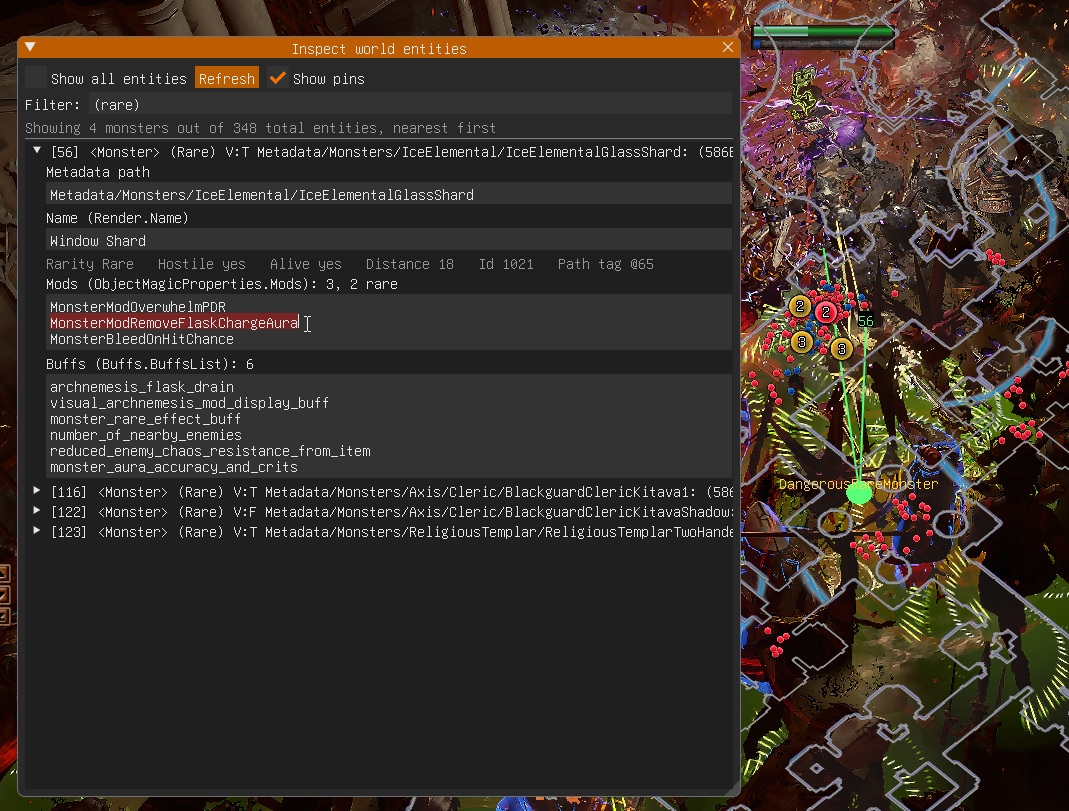 Inspect world entities
Show all entities Refresh Show pins
Filter: (rare)
Showing 4 monsters out of 348 total entities, nearest first
[56] <Monster> (Rare) V:T Metadata/Monsters/IceElemental/IceElementalGlassShard: (586E
Metadata path
Metadata/Monsters/IceElemental/IceElementalGlassShard
Name (Render.Name)
Window Shard
Rarity Rare Hostile yes Alive yes Distance 18 Id 1021 Path tag @65
Mods (ObjectMagicProperties.Mods): 3, 2 rare
MonsterModOverwhelmPDR
MonsterModRemoveFlaskChargeAura
MonsterBleedOnHitChance
Buffs (Buffs.BuffsList): 6
archnemesis_flask_drain
visual_archnemesis_mod_display_buff
monster_rare_effect_buff
number_of_nearby_enemies
reduced_enemy_chaos_resistance_from_item
monster_aura_accuracy_and_crits
[116] <Monster> (Rare) V:T Metadata/Monsters/Axis/Cleric/BlackguardClericKitava1: (586
[122] <Monster> (Rare) V:F Metadata/Monsters/Axis/Cleric/BlackguardClericKitavaShadow:
[123] <Monster> (Rare) V:T Metadata/Monsters/ReligiousTemplar/ReligiousTemplarTwoHande
2
2
56
3
3
DangerousRareMonster